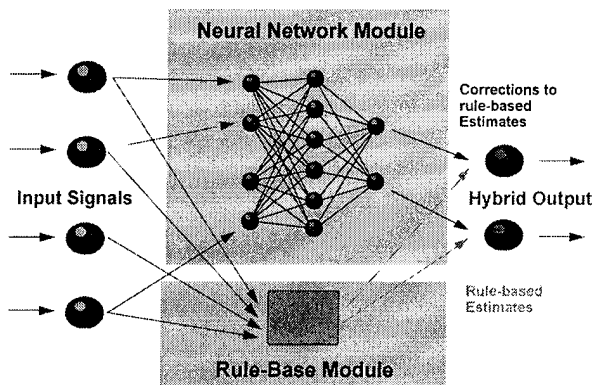 Neural Network Module
Corrections to
rule-based
Estimates
Input Signals
Hybrid Output
Rule-based
Estimates
Rule-Base Module